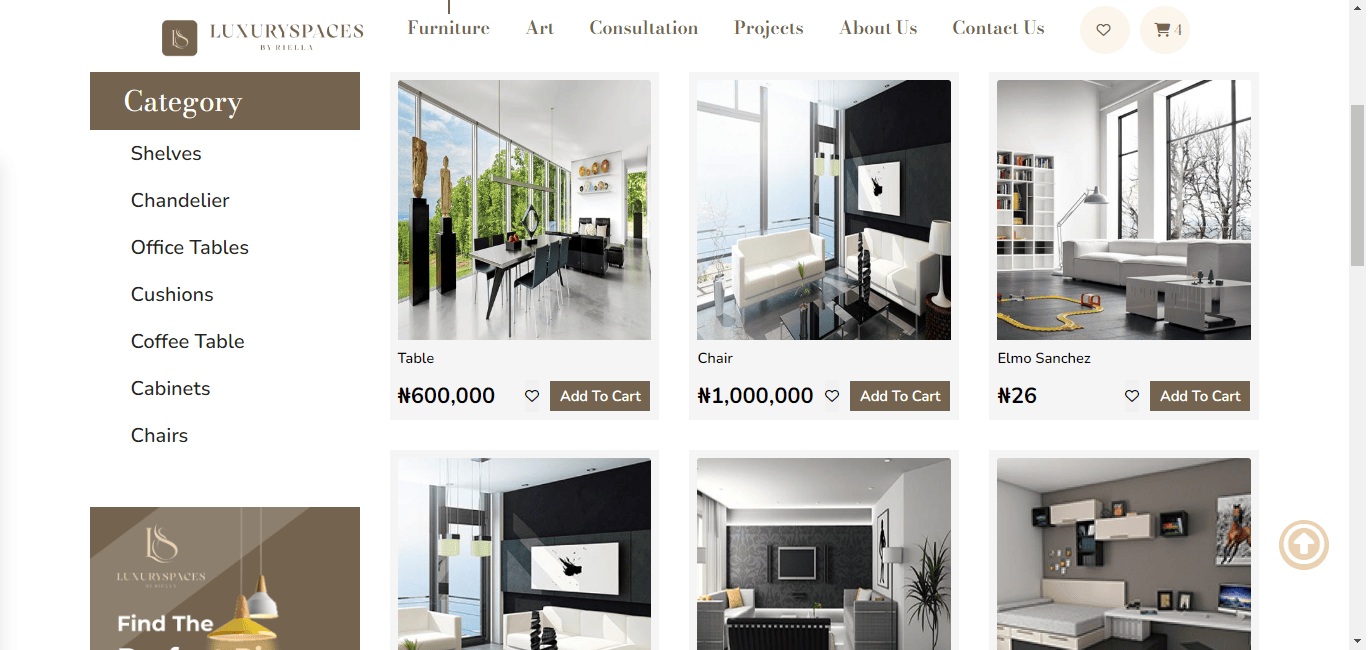 LUXURYSPACES
BY RIELLA
Furniture
Art
Consultation
Projects
About Us
Contact Us
4
Category
Shelves
Chandelier
Office Tables
Cushions
Coffee Table
Cabinets
Chairs
Table
₦600,000
Add To Cart
Chair
₦1,000,000
Add To Cart
Elmo Sanchez
₦26
Add To Cart
LUXURYSPACES
BY RIELLA
Find The